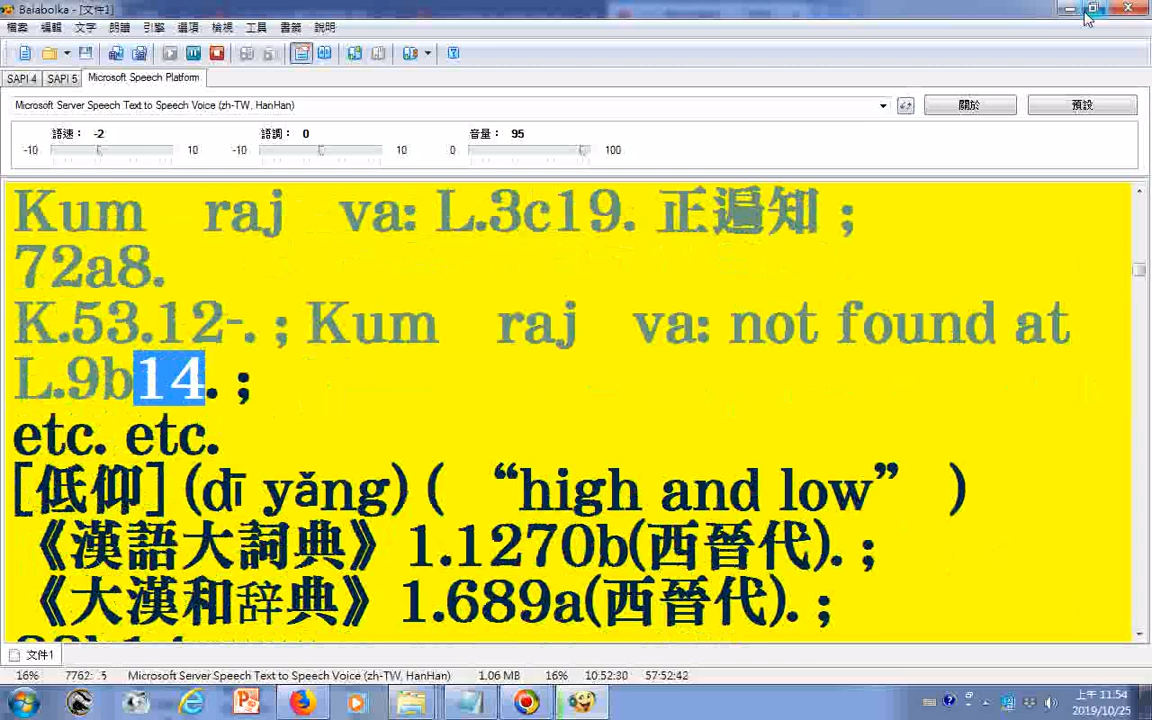 Balabolka - [文件1]
檔案 編輯 文字 朗讀 引擎 選項 檢視 工具 書籤 說明
SAPI 4 SAPI 5 Microsoft Speech Platform
Microsoft Server Speech Text to Speech Voice (zh-TW, HanHan) 關於 預設
語速: -2 語調: 0 音量: 95
-10 10 -10 10 0 100
Kum raj va: L.3c19. 正遍知 ;
72a8.
K.53.12-. ; Kum raj va: not found at
L.9b14. ;
etc. etc.
[低仰] (dī yǎng) ( “high and low” )
《漢語大詞典》 1.1270b(西晉代). ;
《大漢和辞典》 1.689a(西晉代). ;
文件1
16% 7762: .5 Microsoft Server Speech Text to Speech Voice (zh-TW, HanHan) 1.06 MB 16% 10:52:30 57:52:42
上午 11:54
2019/10/25